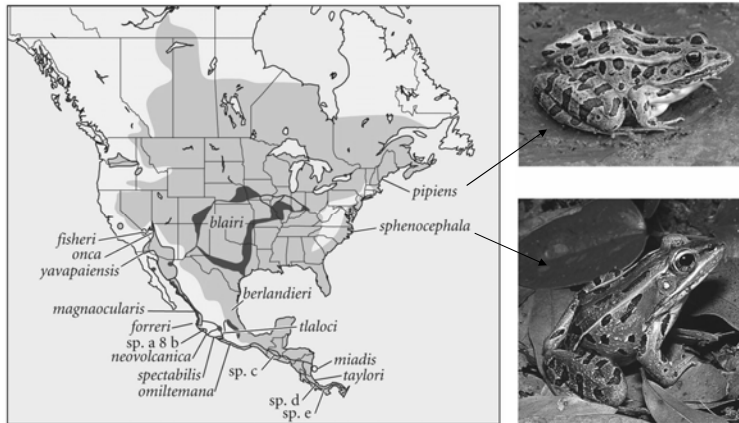 pipiens
blairi
sphenocephala
fisheri
onca
yavapaiensis
berlandieri
magnaocularis
forreri
tlaloci
sp. a 8 b
neovolcanica
sp. c
miadis
spectabilis
taylori
omiltemana
sp. d
sp. e